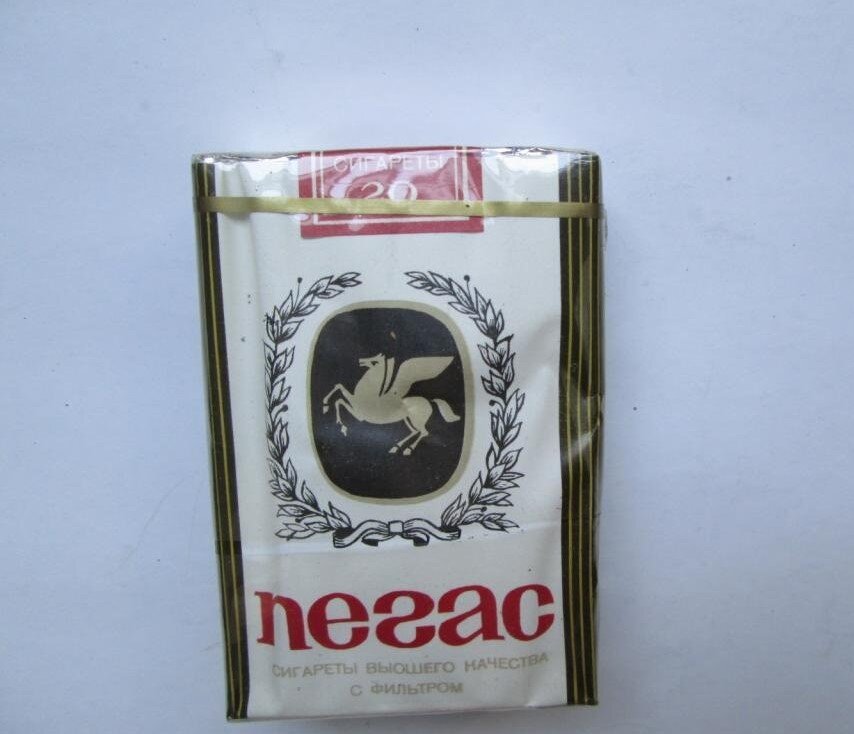 СИГАРЕТЫ
20
пегас
СИГАРЕТЫ ВЫСШЕГО КАЧЕСТВА
С ФИЛЬТРОМ